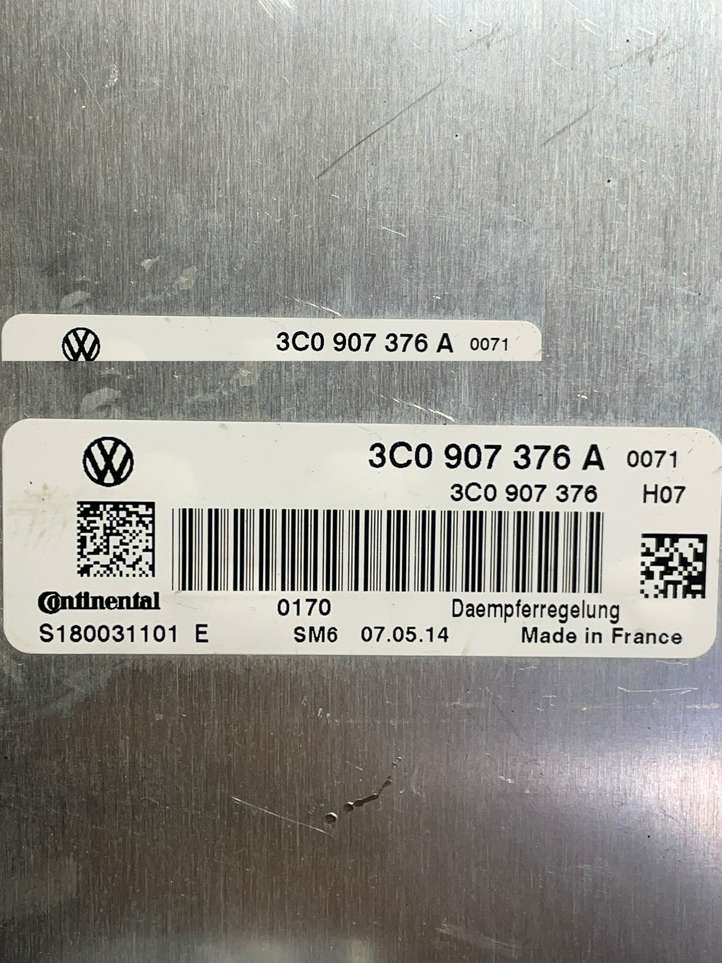 3C0 907 376 A 0071
3C0 907 376 A 0071
3C0 907 376 H07
Continental 0170 Daempferregelung
S180031101 E SM6 07.05.14 Made in France